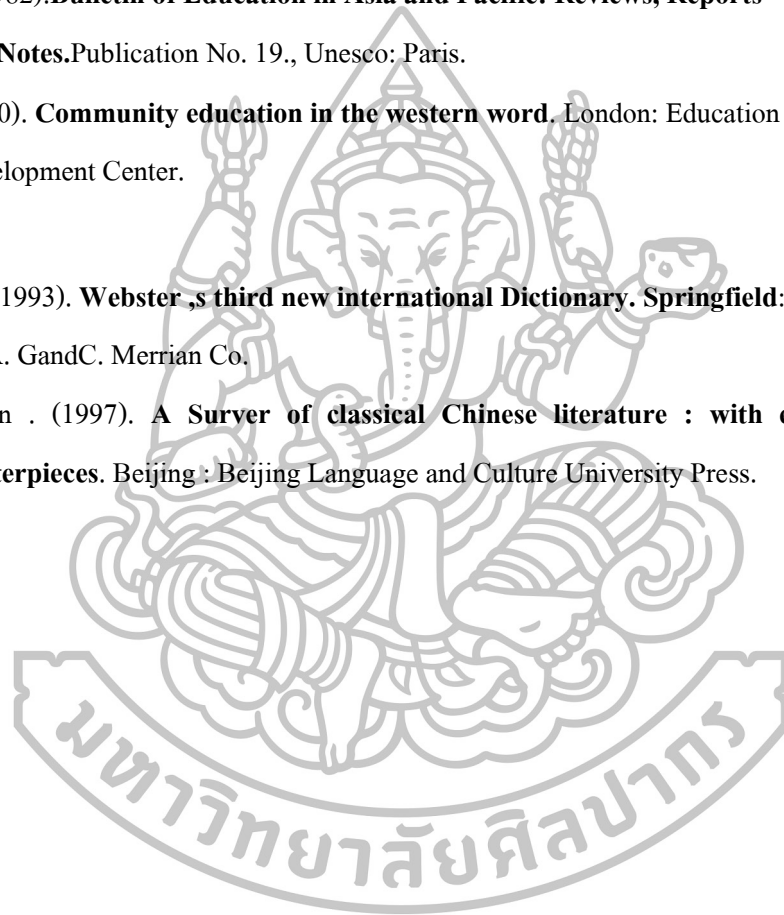 82).Bulletin of Education in Asia and Pacific: Reviews, Reports
Notes.Publication No. 19., Unesco: Paris.
0). Community education in the western word. London: Education
elopment Center.
1993). Webster ,s third new international Dictionary. Springfield:
. GandC. Merrian Co.
n . (1997). A Surver of classical Chinese literature : with
terpieces. Beijing : Beijing Language and Culture University Press.
มหาวิทยาลัยศิลปากร